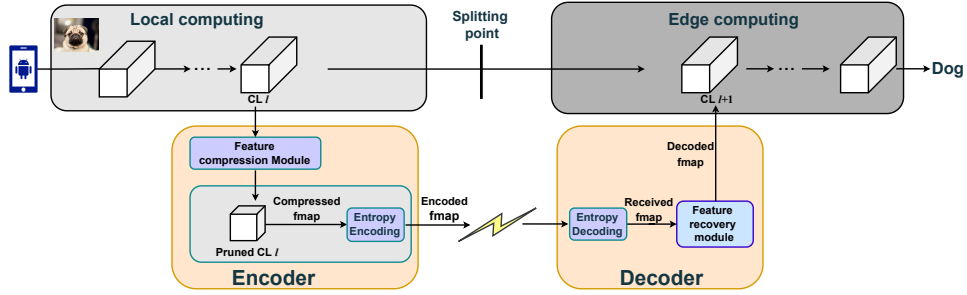 Local computing
Splitting
point
Edge computing
...
...
Dog
CL l
CL l+1
Feature
compression Module
Compressed
fmap
Entropy
Encoding
Pruned CL l
Encoder
Encoded
fmap
Entropy
Decoding
Received
fmap
Feature
recovery
module
Decoded
fmap
Decoder